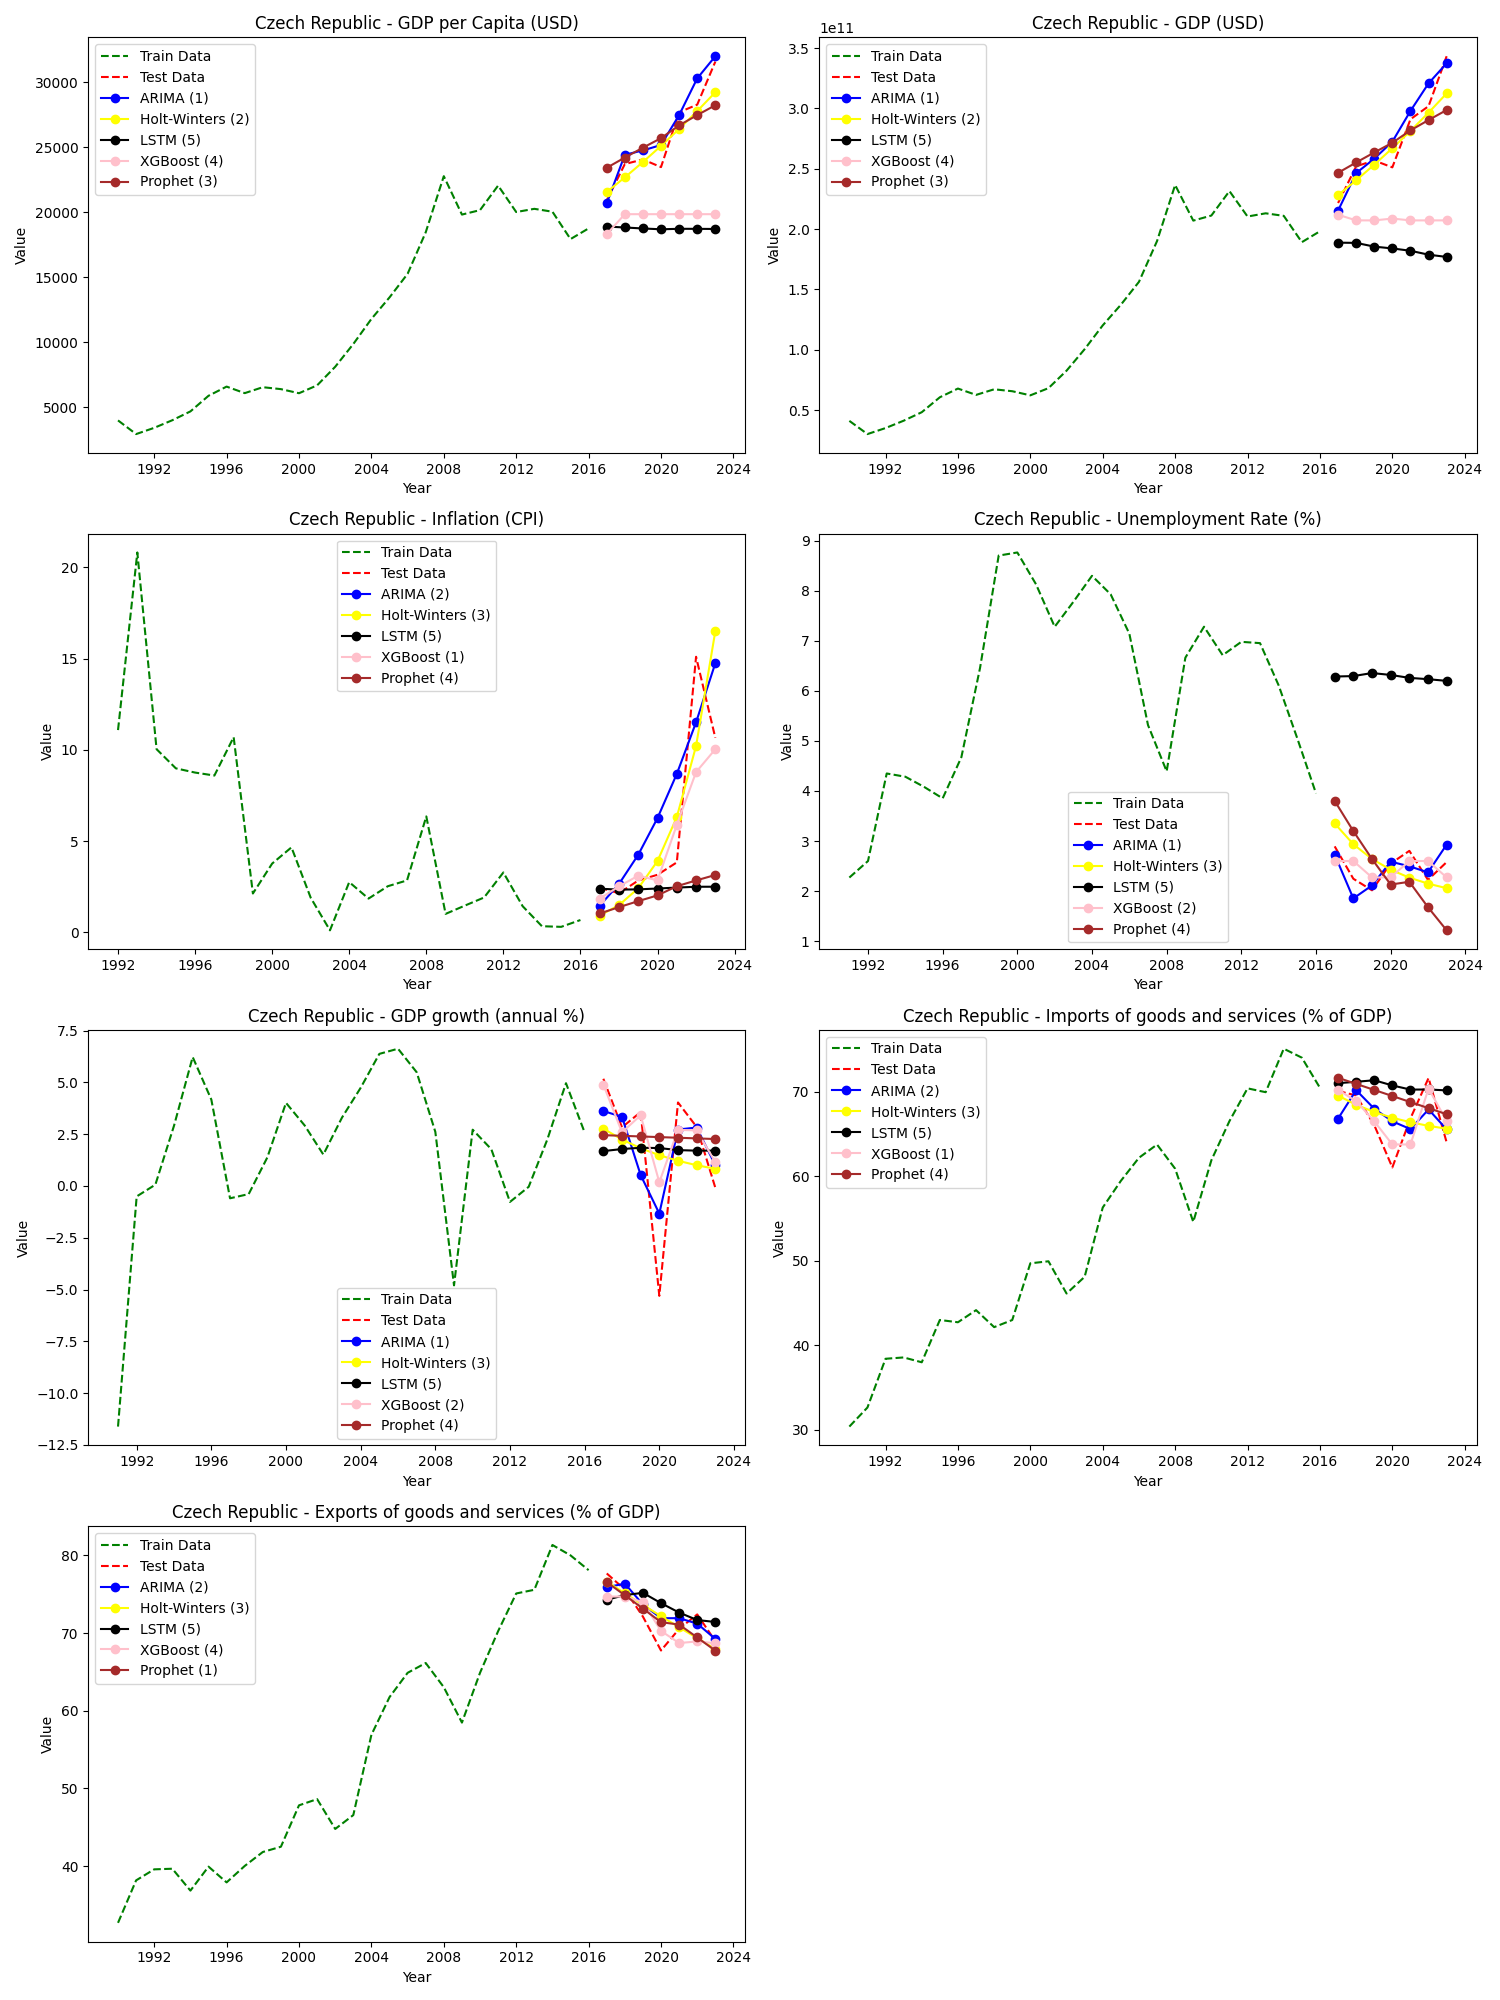 Czech Republic - GDP per Capita (USD)
Train Data
Test Data
ARIMA (1)
Holt-Winters (2)
LSTM (5)
XGBoost (4)
Prophet (3)
30000
25000
20000
15000
10000
5000
Value
1992 1996 2000 2004 2008 2012 2016 2020 2024
Year
Czech Republic - GDP (USD)
1e11
Train Data
Test Data
ARIMA (1)
Holt-Winters (2)
LSTM (5)
XGBoost (4)
Prophet (3)
3.5
3.0
2.5
2.0
1.5
1.0
0.5
Value
1992 1996 2000 2004 2008 2012 2016 2020 2024
Year
Czech Republic - Inflation (CPI)
Train Data
Test Data
ARIMA (2)
Holt-Winters (3)
LSTM (5)
XGBoost (1)
Prophet (4)
20
15
10
5
0
Value
1992 1996 2000 2004 2008 2012 2016 2020 2024
Year
Czech Republic - Unemployment Rate (%)
9
8
7
6
5
4
3
2
1
Value
Train Data
Test Data
ARIMA (1)
Holt-Winters (3)
LSTM (5)
XGBoost (2)
Prophet (4)
1992 1996 2000 2004 2008 2012 2016 2020 2024
Year
Czech Republic - GDP growth (annual %)
7.5
5.0
2.5
0.0
−2.5
−5.0
−7.5
−10.0
−12.5
Value
Train Data
Test Data
ARIMA (1)
Holt-Winters (3)
LSTM (5)
XGBoost (2)
Prophet (4)
1992 1996 2000 2004 2008 2012 2016 2020 2024
Year
Czech Republic - Imports of goods and services (% of GDP)
Train Data
Test Data
ARIMA (2)
Holt-Winters (3)
LSTM (5)
XGBoost (1)
Prophet (4)
70
60
50
40
30
Value
1992 1996 2000 2004 2008 2012 2016 2020 2024
Year
Czech Republic - Exports of goods and services (% of GDP)
Train Data
Test Data
ARIMA (2)
Holt-Winters (3)
LSTM (5)
XGBoost (4)
Prophet (1)
80
70
60
50
40
Value
1992 1996 2000 2004 2008 2012 2016 2020 2024
Year